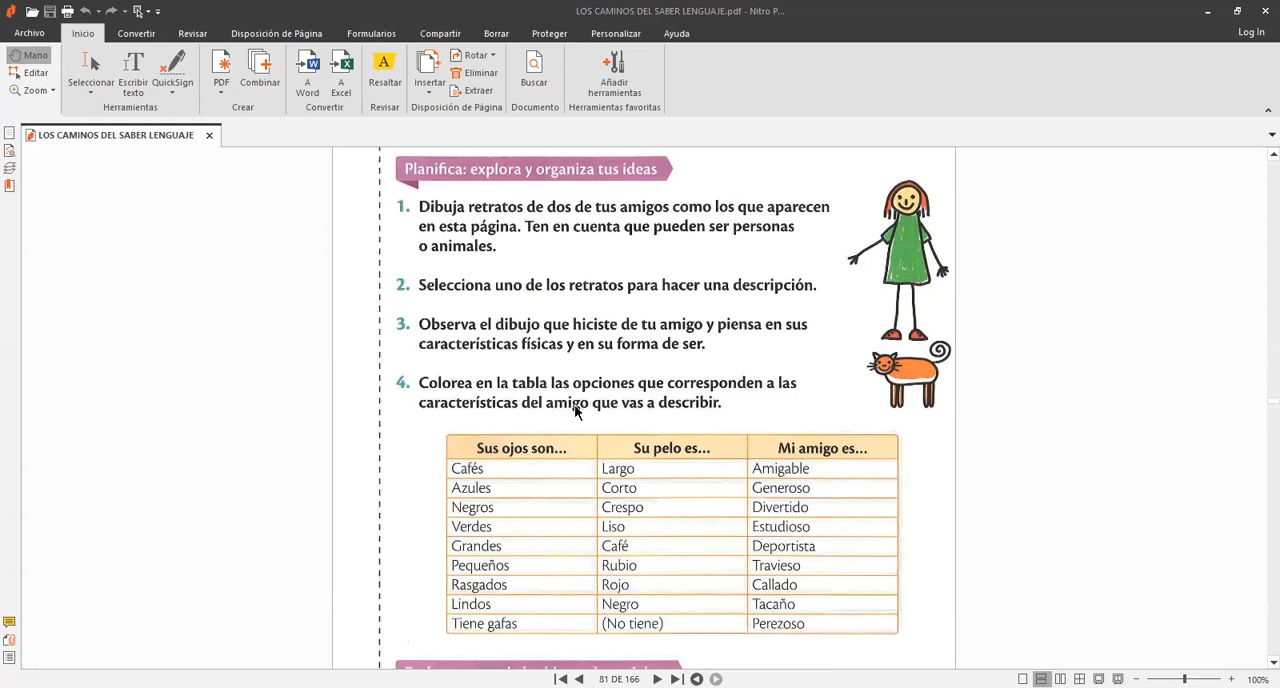 LOS CAMINOS DEL SABER LENGUAJE.pdf - Nitro P...
Archivo Inicio Convertir Revisar Disposición de Página Formularios Compartir Borrar Proteger Personalizar Ayuda Log In
Mano
Editar
Zoom
Seleccionar
Escribir texto
QuickSign
Herramientas
PDF
Combinar
Crear
A Word
A Excel
Convertir
Resaltar
Revisar
Insertar
Rotar
Eliminar
Extraer
Disposición de Página
Buscar
Documento
Añadir herramientas
Herramientas favoritas
LOS CAMINOS DEL SABER LENGUAJE
Planifica: explora y organiza tus ideas
1. Dibuja retratos de dos de tus amigos como los que aparecen
en esta página. Ten en cuenta que pueden ser personas
o animales.
2. Selecciona uno de los retratos para hacer una descripción.
3. Observa el dibujo que hiciste de tu amigo y piensa en sus
características físicas y en su forma de ser.
4. Colorea en la tabla las opciones que corresponden a las
características del amigo que vas a describir.
Sus ojos son... Su pelo es... Mi amigo es...
Cafés Largo Amigable
Azules Corto Generoso
Negros Crespo Divertido
Verdes Liso Estudioso
Grandes Café Deportista
Pequeños Rubio Travieso
Rasgados Rojo Callado
Lindos Negro Tacaño
Tiene gafas (No tiene) Perezoso
81 DE 166
100%